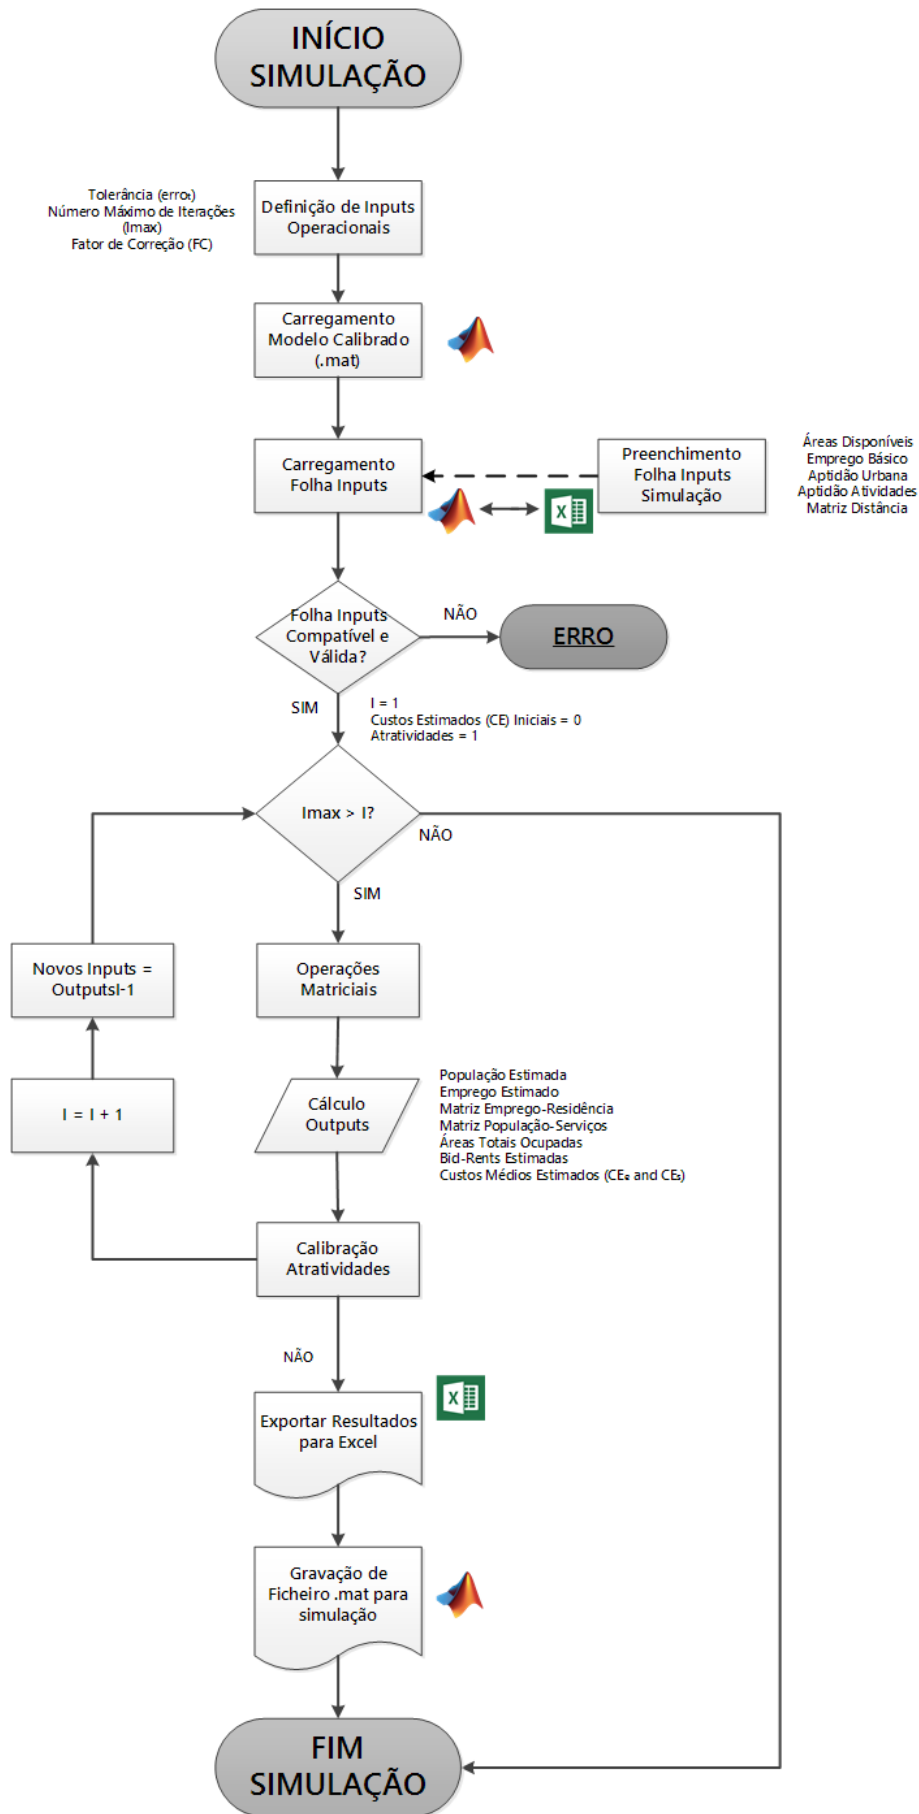 INÍCIO
SIMULAÇÃO
Tolerância (erroₜ)
Número Máximo de Iterações
(Imax)
Fator de Correção (FC)
Definição de Inputs
Operacionais
Carregamento
Modelo Calibrado
(.mat)
Carregamento
Folha Inputs
Preenchimento
Folha Inputs
Simulação
Áreas Disponíveis
Emprego Básico
Aptidão Urbana
Aptidão Atividades
Matriz Distância
Folha Inputs
Compatível e
Válida?
NÃO
ERRO
SIM
I = 1
Custos Estimados (CE) Iniciais = 0
Atratividades = 1
Imax > I?
NÃO
SIM
Novos Inputs =
OutputsI-1
Operações
Matriciais
I = I + 1
Cálculo
Outputs
População Estimada
Emprego Estimado
Matriz Emprego-Residência
Matriz População-Serviços
Áreas Totais Ocupadas
Bid-Rents Estimadas
Custos Médios Estimados (CEₑ and CEₛ)
Calibração
Atratividades
NÃO
Exportar Resultados
para Excel
Gravação de
Ficheiro .mat para
simulação
FIM
SIMULAÇÃO